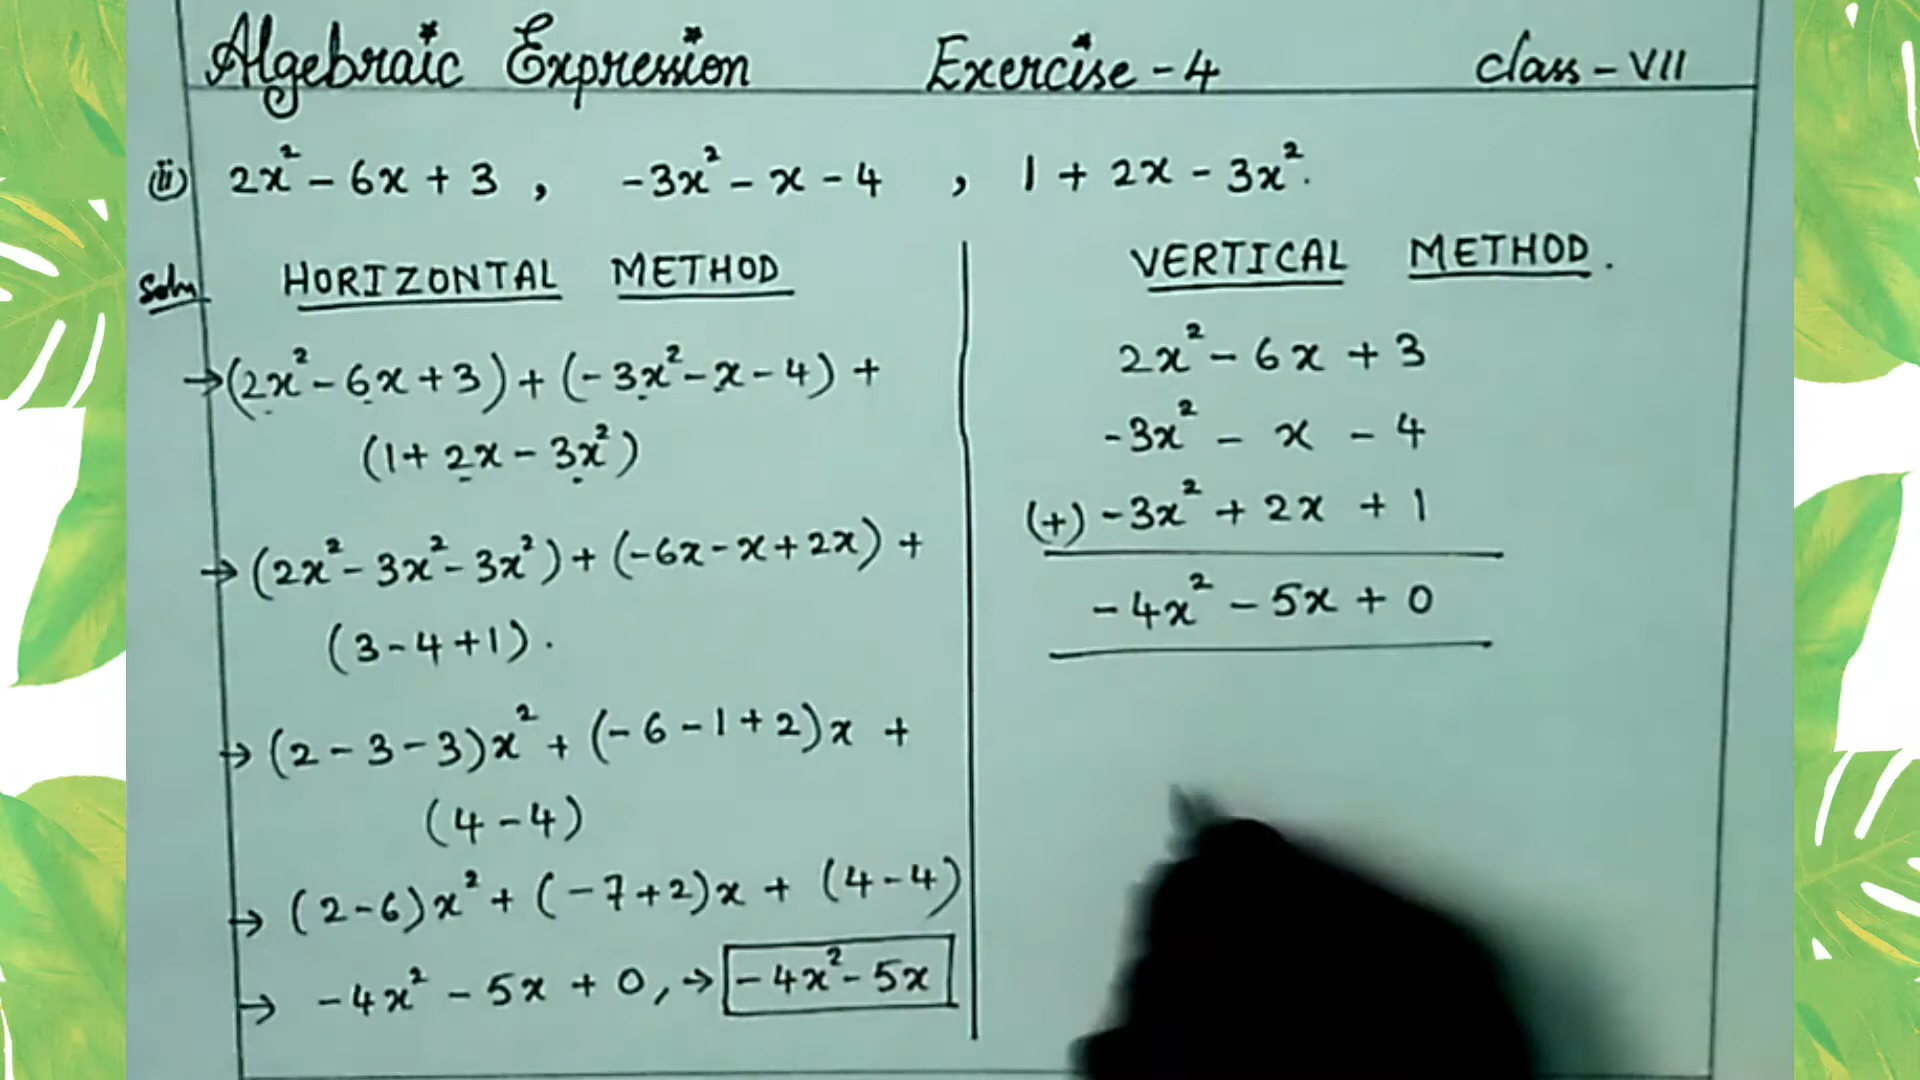 Algebraic Expression Exercise - 4 class - VII
(ii) 2x² - 6x + 3 , -3x² - x - 4 , 1 + 2x - 3x².
Soln HORIZONTAL METHOD
→ (2x² - 6x + 3) + (-3x² - x - 4) +
(1 + 2x - 3x²)
→ (2x² - 3x² - 3x²) + (-6x - x + 2x) +
(3 - 4 + 1).
→ (2 - 3 - 3)x² + (-6 - 1 + 2)x +
(4 - 4)
→ (2 - 6)x² + (-7 + 2)x + (4 - 4)
→ -4x² - 5x + 0, → -4x² - 5x
VERTICAL METHOD.
2x² - 6x + 3
-3x² - x - 4
(+) -3x² + 2x + 1
-4x² - 5x + 0